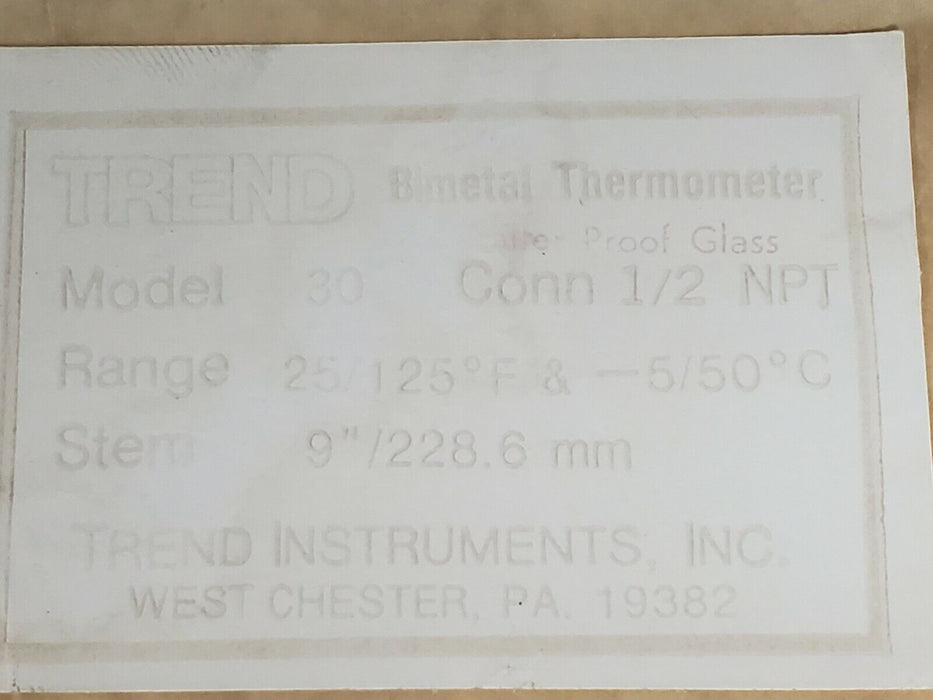 TREND Bimetal Thermometer
Proof Glass
Model 30 Conn 1/2 NPT
Range 25/125°F & -5/50°C
Stem 9"/228.6 mm
TREND INSTRUMENTS, INC.
WEST CHESTER, PA. 19382